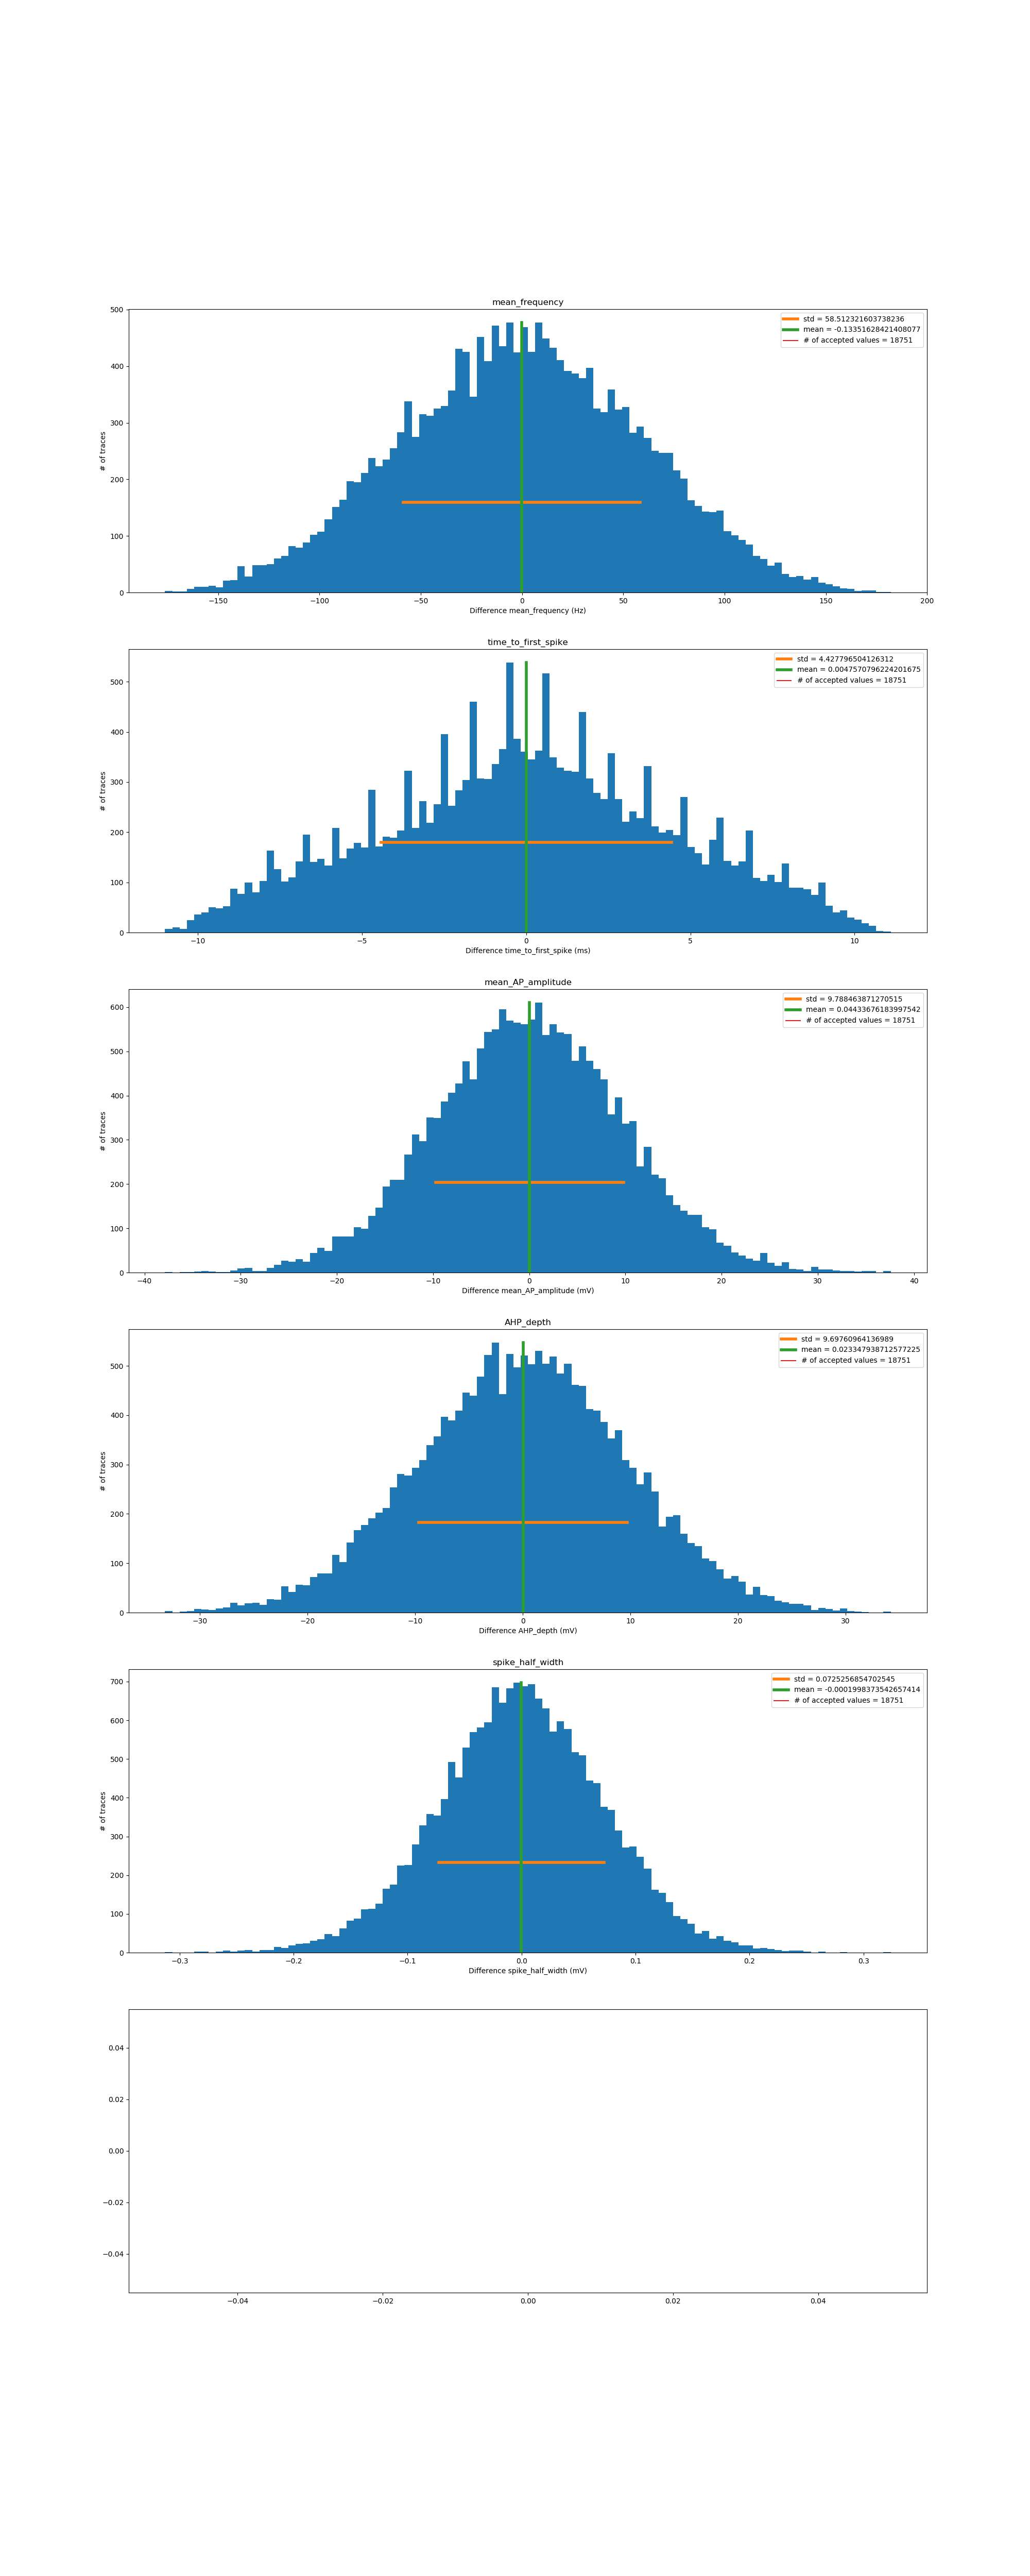 mean_frequency
500
400
300
200
100
0
# of traces
std = 58.512321603738236
mean = -0.13351628421408077
# of accepted values = 18751
−150 −100 −50 0 50 100 150 200
Difference mean_frequency (Hz)
time_to_first_spike
500
400
300
200
100
0
# of traces
std = 4.427796504126312
mean = 0.0047570796224201675
# of accepted values = 18751
−10 −5 0 5 10
Difference time_to_first_spike (ms)
mean_AP_amplitude
600
500
400
300
200
100
0
# of traces
std = 9.788463871270515
mean = 0.04433676183997542
# of accepted values = 18751
−40 −30 −20 −10 0 10 20 30 40
Difference mean_AP_amplitude (mV)
AHP_depth
500
400
300
200
100
0
# of traces
std = 9.69760964136989
mean = 0.023347938712577225
# of accepted values = 18751
−30 −20 −10 0 10 20 30
Difference AHP_depth (mV)
spike_half_width
700
600
500
400
300
200
100
0
# of traces
std = 0.0725256854702545
mean = -0.0001998373542657414
# of accepted values = 18751
−0.3 −0.2 −0.1 0.0 0.1 0.2 0.3
Difference spike_half_width (mV)
0.04
0.02
0.00
−0.02
−0.04
−0.04 −0.02 0.00 0.02 0.04